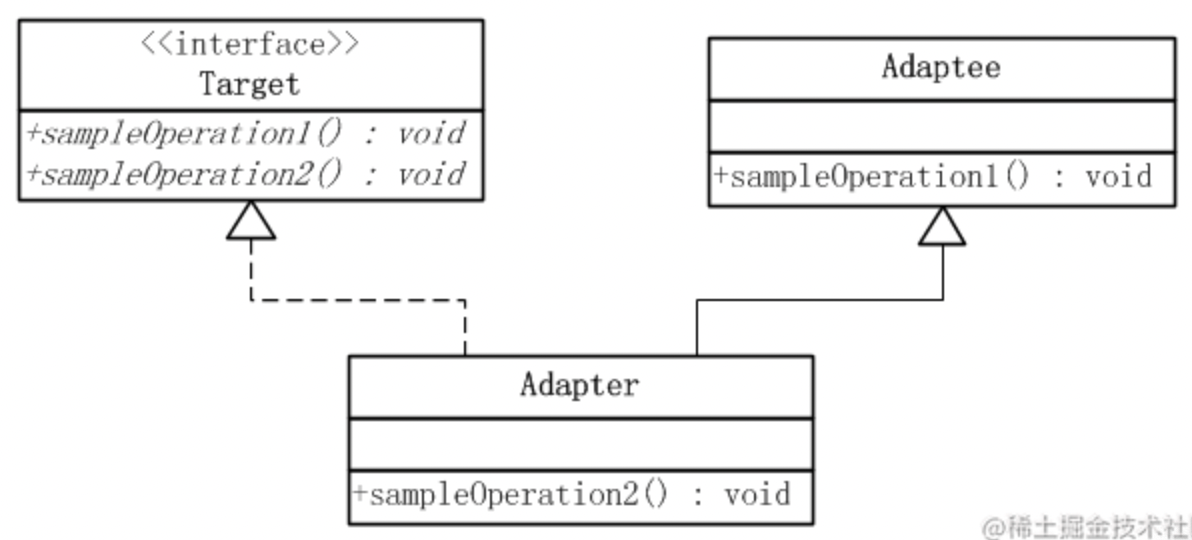 <<interface>>
Target
+sampleOperation1() : void
+sampleOperation2() : void
Adaptee
+sampleOperation1() : void
Adapter
+sampleOperation2() : void
@稀土掘金技术社